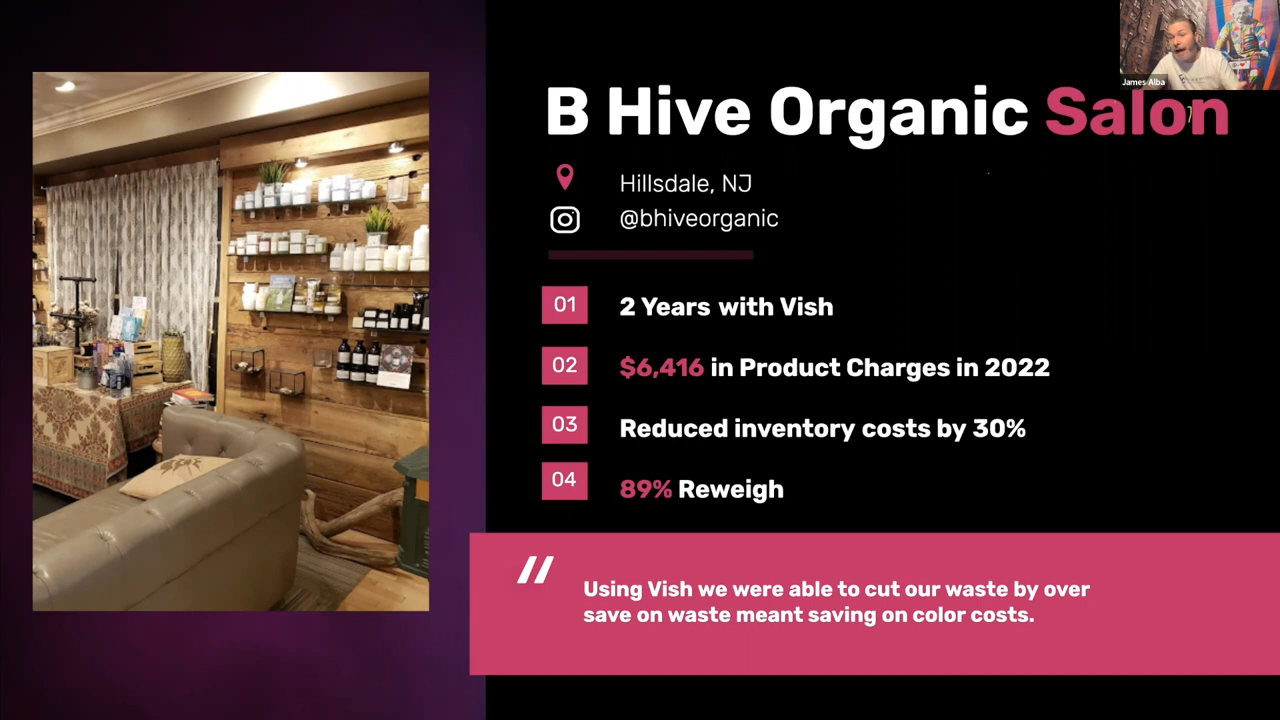 James Alba
B Hive Organic Salon
Hillsdale, NJ
@bhiveorganic
01
2 Years with Vish
02
$6,416 in Product Charges in 2022
03
Reduced inventory costs by 30%
04
89% Reweigh
Using Vish we were able to cut our waste by over
save on waste meant saving on color costs.